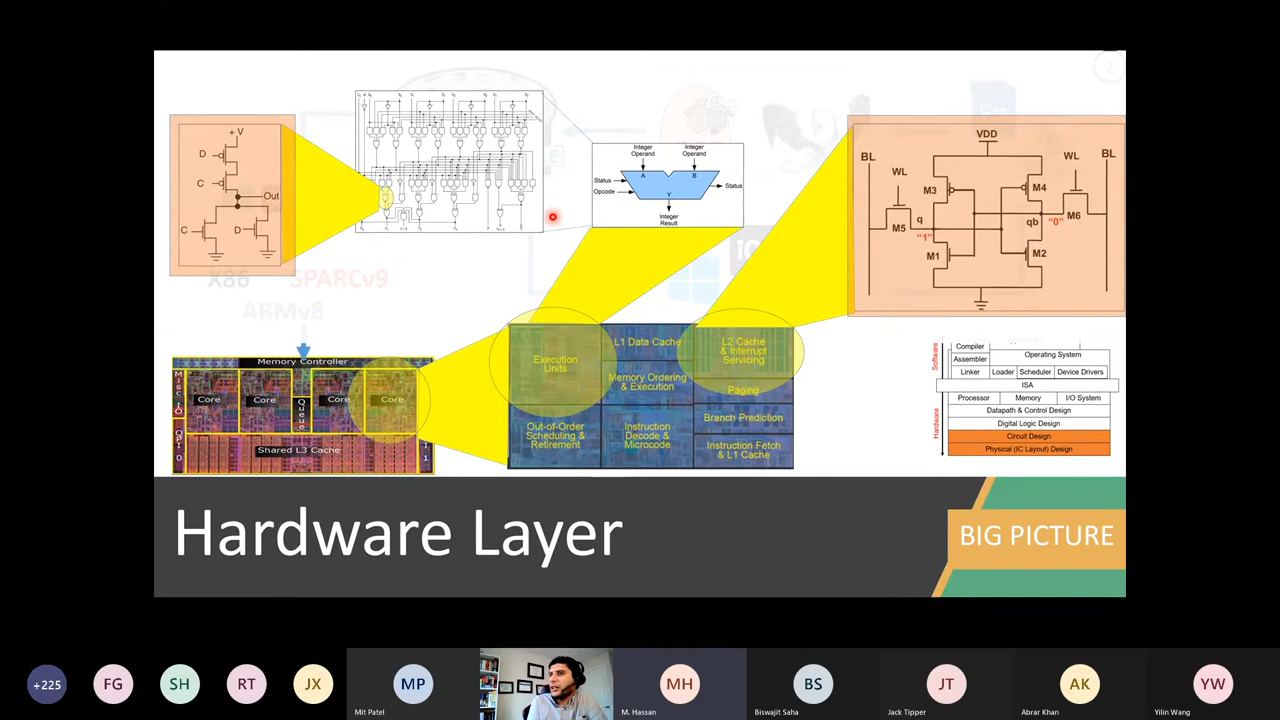 2
+ V
D
C
Out
C
D
Integer Operand
Integer Operand
A
B
Status
Opcode
Status
Y
Integer Result
VDD
BL
WL
WL
BL
M3
M4
M5
q
qb
"0"
M6
"1"
M1
M2
X86
SPARCv9
ARMv8
Memory Controller
Misc IO
Core
Core
Queue
Core
Core
QPI 0
Shared L3 Cache
1
Execution Units
L1 Data Cache
L2 Cache & Interrupt Servicing
Memory Ordering & Execution
Paging
Out-of-Order Scheduling & Retirement
Instruction Decode & Microcode
Branch Prediction
Instruction Fetch & L1 Cache
Software
Compiler
Operating System
Assembler
Linker
Loader
Scheduler
Device Drivers
ISA
Hardware
Processor
Memory
I/O System
Datapath & Control Design
Digital Logic Design
Circuit Design
Physical (IC Layout) Design
Hardware Layer
BIG PICTURE
+225
FG
SH
RT
JX
MP
Mit Patel
MH
M. Hassan
BS
Biswajit Saha
JT
Jack Tipper
AK
Abrar Khan
YW
Yilin Wang